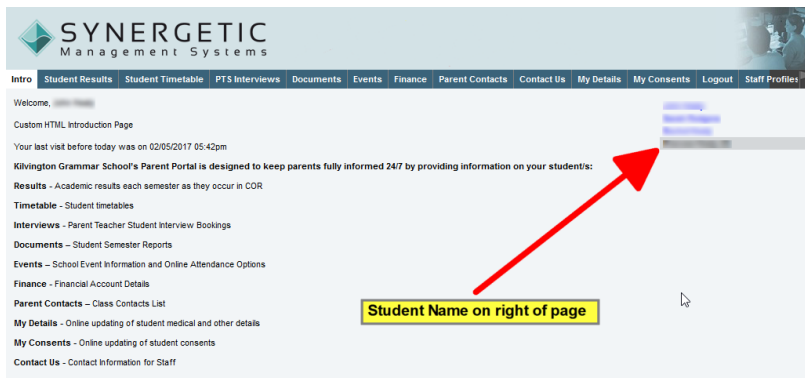 SYNERGETIC
Management Systems
Intro Student Results Student Timetable PTS Interviews Documents Events Finance Parent Contacts Contact Us My Details My Consents Logout Staff Profiles
Welcome,
Custom HTML Introduction Page
Your last visit before today was on 02/05/2017 05:42pm
Kilvington Grammar School's Parent Portal is designed to keep parents fully informed 24/7 by providing information on your student/s:
Results - Academic results each semester as they occur in COR
Timetable - Student timetables
Interviews - Parent Teacher Student Interview Bookings
Documents – Student Semester Reports
Events – School Event Information and Online Attendance Options
Finance - Financial Account Details
Parent Contacts – Class Contacts List
My Details - Online updating of student medical and other details
My Consents - Online updating of student consents
Contact Us - Contact Information for Staff
Student Name on right of page